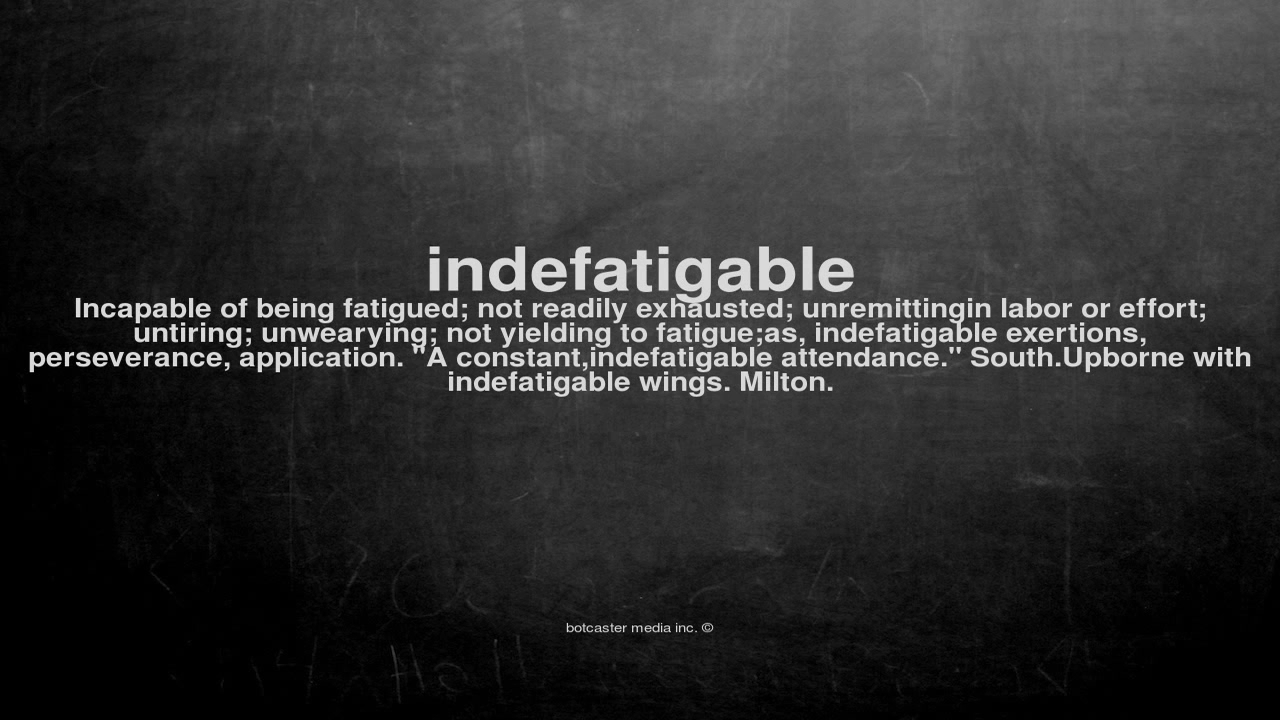 indefatigable
Incapable of being fatigued; not readily exhausted; unremittingin labor or effort;
untiring; unwearying; not yielding to fatigue;as, indefatigable exertions,
perseverance, application. "A constant,indefatigable attendance." South.Upborne with
indefatigable wings. Milton.
botcaster media inc. ©